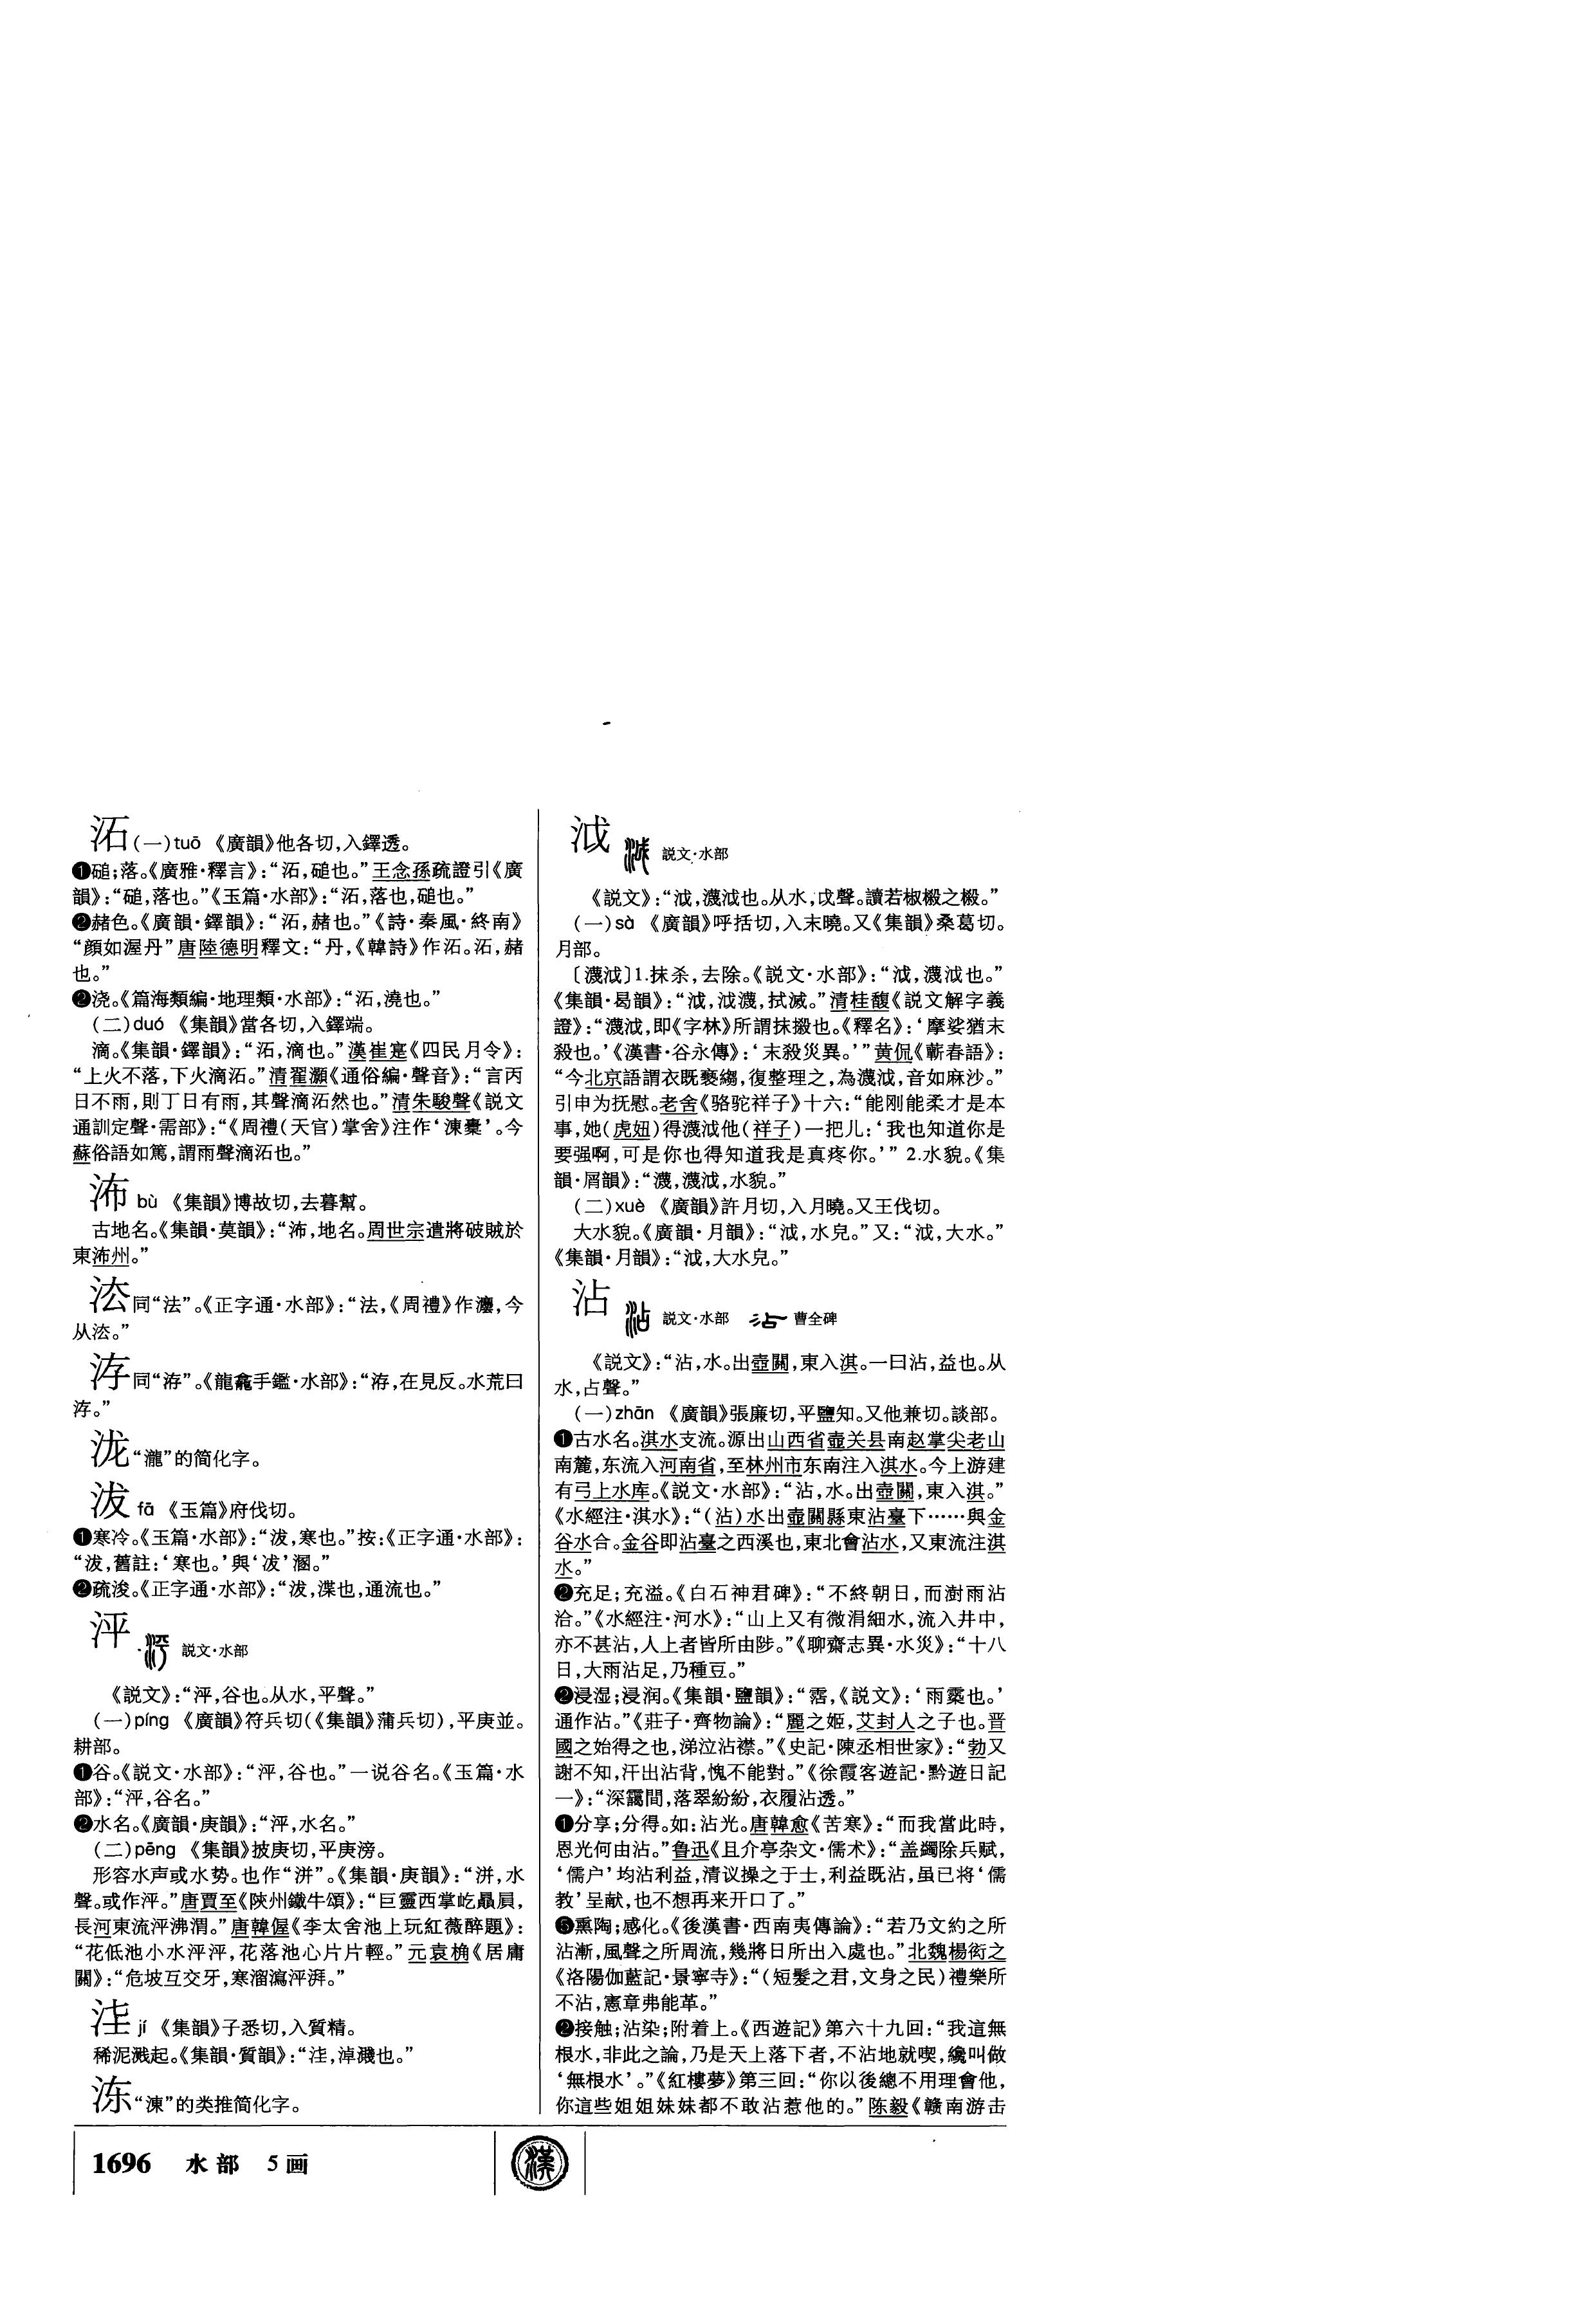 沰(一)tuō 《廣韻》他各切,入鐸透。
❶磓;落。《廣雅·釋言》:“沰,磓也。”王念孫疏證引《廣
韻》:“磓,落也。”《玉篇·水部》:“沰,落也,磓也。”
❷赭色。《廣韻·鐸韻》:“沰,赭也。”《詩·秦風·終南》
“顔如渥丹”唐陸德明釋文:“丹,《韓詩》作沰。沰,赭
也。”
❷浇。《篇海類編·地理類·水部》:“沰,澆也。”
(二)duó 《集韻》當各切,入鐸端。
滴。《集韻·鐸韻》:“沰,滴也。”漢崔寔《四民月令》:
“上火不落,下火滴沰。”清翟灝《通俗編·聲音》:“言丙
日不雨,則丁日有雨,其聲滴沰然也。”清朱駿聲《説文
通訓定聲·需部》:“《周禮(天官)掌舍》注作‘涷橐’。今
蘇俗語如篤,謂雨聲滴沰也。”
㳍 bù 《集韻》博故切,去暮幫。
古地名。《集韻·莫韻》:“㳍,地名。周世宗遣將破賊於
東㳍州。”
㳒同“法”。《正字通·水部》:“法,《周禮》作灋,今
从㳒。”
同“洊”。《龍龕手鑑·水部》:“洊,在見反。水荒曰
洊。”
泷“瀧”的简化字。
fā 《玉篇》府伐切。
❶寒冷。《玉篇·水部》:“泼,寒也。”按:《正字通·水部》:
“泼,舊註:‘寒也。’與‘冹’溷。”
❷疏浚。《正字通·水部》:“泼,渫也,通流也。”
泙 説文·水部
《説文》:“泙,谷也。从水,平聲。”
(一)píng 《廣韻》符兵切(《集韻》蒲兵切),平庚並。
耕部。
❶谷。《説文·水部》:“泙,谷也。”一说谷名。《玉篇·水
部》:“泙,谷名。”
❷水名。《廣韻·庚韻》:“泙,水名。”
(二)pēng 《集韻》披庚切,平庚滂。
形容水声或水势。也作“洴”。《集韻·庚韻》:“洴,水
聲。或作泙。”唐賈至《陝州鐵牛頌》:“巨靈西掌屹贔屓,
長河東流泙沸渭。”唐韓偓《李太舍池上玩紅薇醉題》:
“花低池小水泙泙,花落池心片片輕。”元袁桷《居庸
關》:“危坡互交牙,寒溜瀉泙湃。”
jí 《集韻》子悉切,入質精。
稀泥溅起。《集韻·質韻》:“淖濺也。”
𬇙“涷”的类推简化字。
泧 説文·水部
《説文》:“泧,瀎泧也。从水,戉聲。讀若椒樧之樧。”
(一)sà 《廣韻》呼括切,入末曉。又《集韻》桑葛切。
月部。
〔瀎泧〕1.抹杀,去除。《説文·水部》:“泧,瀎泧也。”
《集韻·曷韻》:“泧,泧瀎,拭滅。”清桂馥《説文解字義
證》:“瀎泧,即《字林》所謂抹摋也。《釋名》:‘摩娑猶末
殺也。’《漢書·谷永傳》:‘末殺災異。’”黄侃《蘄春語》:
“今北京語謂衣既褻縐,復整理之,為瀎泧,音如麻沙。”
引申为抚慰。老舍《骆驼祥子》十六:“能刚能柔才是本
事,她(虎妞)得瀎泧他(祥子)一把儿:‘我也知道你是
要强啊,可是你也得知道我是真疼你。’” 2.水貌。《集
韻·屑韻》:“瀎,瀎泧,水貌。”
(二)xuè 《廣韻》許月切,入月曉。又王伐切。
大水貌。《廣韻·月韻》:“泧,水皃。”又:“泧,大水。”
《集韻·月韻》:“泧,大水皃。”
沾 説文·水部 沾 曹全碑
《説文》:“沾,水。出壺關,東入淇。一曰沾,益也。从
水,占聲。”
(一)zhān 《廣韻》張廉切,平鹽知。又他兼切。談部。
❶古水名。淇水支流。源出山西省壶关县南赵掌尖老山
南麓,东流入河南省,至林州市东南注入淇水。今上游建
有弓上水库。《説文·水部》:“沾,水。出壺關,東入淇。”
《水經注·淇水》:“(沾)水出壺關縣東沾臺下……與金
谷水合。金谷即沾臺之西溪也,東北會沾水,又東流注淇
水。”
❷充足;充溢。《白石神君碑》:“不終朝日,而澍雨沾
洽。”《水經注·河水》:“山上又有微涓細水,流入井中,
亦不甚沾,人上者皆所由陟。”《聊齋志異·水災》:“十八
日,大雨沾足,乃種豆。”
❷浸湿;浸润。《集韻·鹽韻》:“霑,《説文》:‘雨䨙也。’
通作沾。”《莊子·齊物論》:“麗之姬,艾封人之子也。晋
國之始得之也,涕泣沾襟。”《史記·陳丞相世家》:“勃又
謝不知,汗出沾背,愧不能對。”《徐霞客遊記·黔遊日記
一》:“深靄間,落翠紛紛,衣履沾透。”
❶分享;分得。如:沾光。唐韓愈《苦寒》:“而我當此時,
恩光何由沾。”鲁迅《且介亭杂文·儒术》:“盖蠲除兵赋,
‘儒户’均沾利益,清议操之于士,利益既沾,虽已将‘儒
教’呈献,也不想再来开口了。”
❺熏陶;感化。《後漢書·西南夷傳論》:“若乃文約之所
沾漸,風聲之所周流,幾將日所出入處也。”北魏楊衒之
《洛陽伽藍記·景寧寺》:“(短髮之君,文身之民)禮樂所
不沾,憲章弗能革。”
❷接触;沾染;附着上。《西遊記》第六十九回:“我這無
根水,非此之論,乃是天上落下者,不沾地就喫,纔叫做
‘無根水’。”《紅樓夢》第三回:“你以後總不用理會他,
你這些姐姐妹妹都不敢沾惹他的。”陈毅《赣南游击
1696 水部 5画
漢